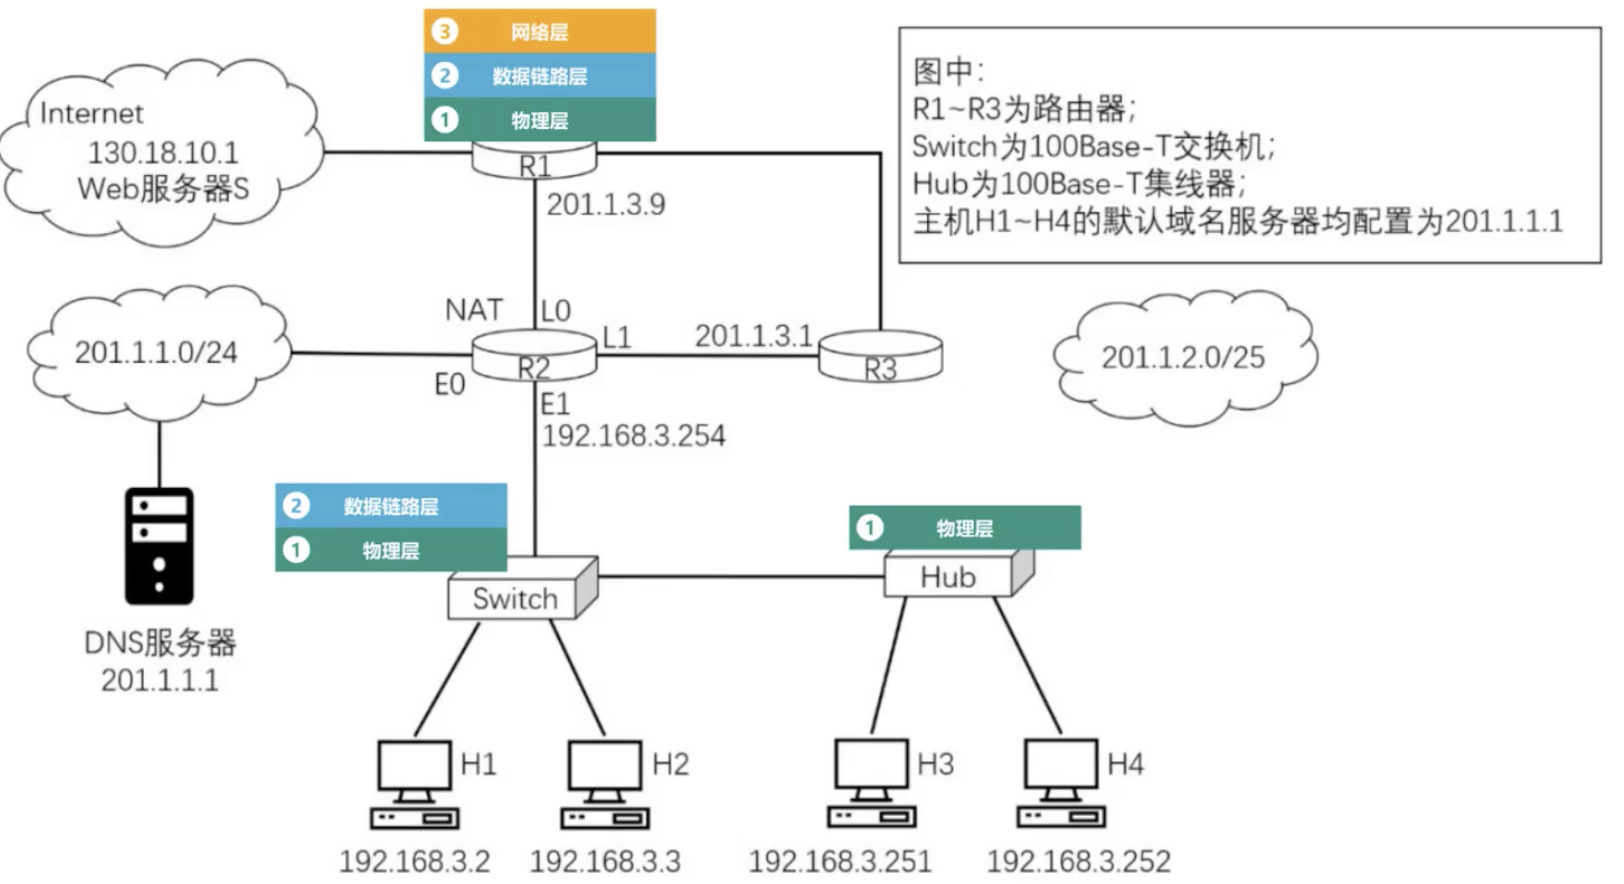 3 网络层
2 数据链路层
1 物理层
Internet
130.18.10.1
Web服务器S
R1
201.1.3.9
图中：
R1~R3为路由器；
Switch为100Base-T交换机；
Hub为100Base-T集线器；
主机H1~H4的默认域名服务器均配置为201.1.1.1
NAT
L0
L1
201.1.3.1
201.1.1.0/24
R2
R3
201.1.2.0/25
E0
E1
192.168.3.254
2 数据链路层
1 物理层
1 物理层
Switch
Hub
DNS服务器
201.1.1.1
H1
H2
H3
H4
192.168.3.2
192.168.3.3
192.168.3.251
192.168.3.252